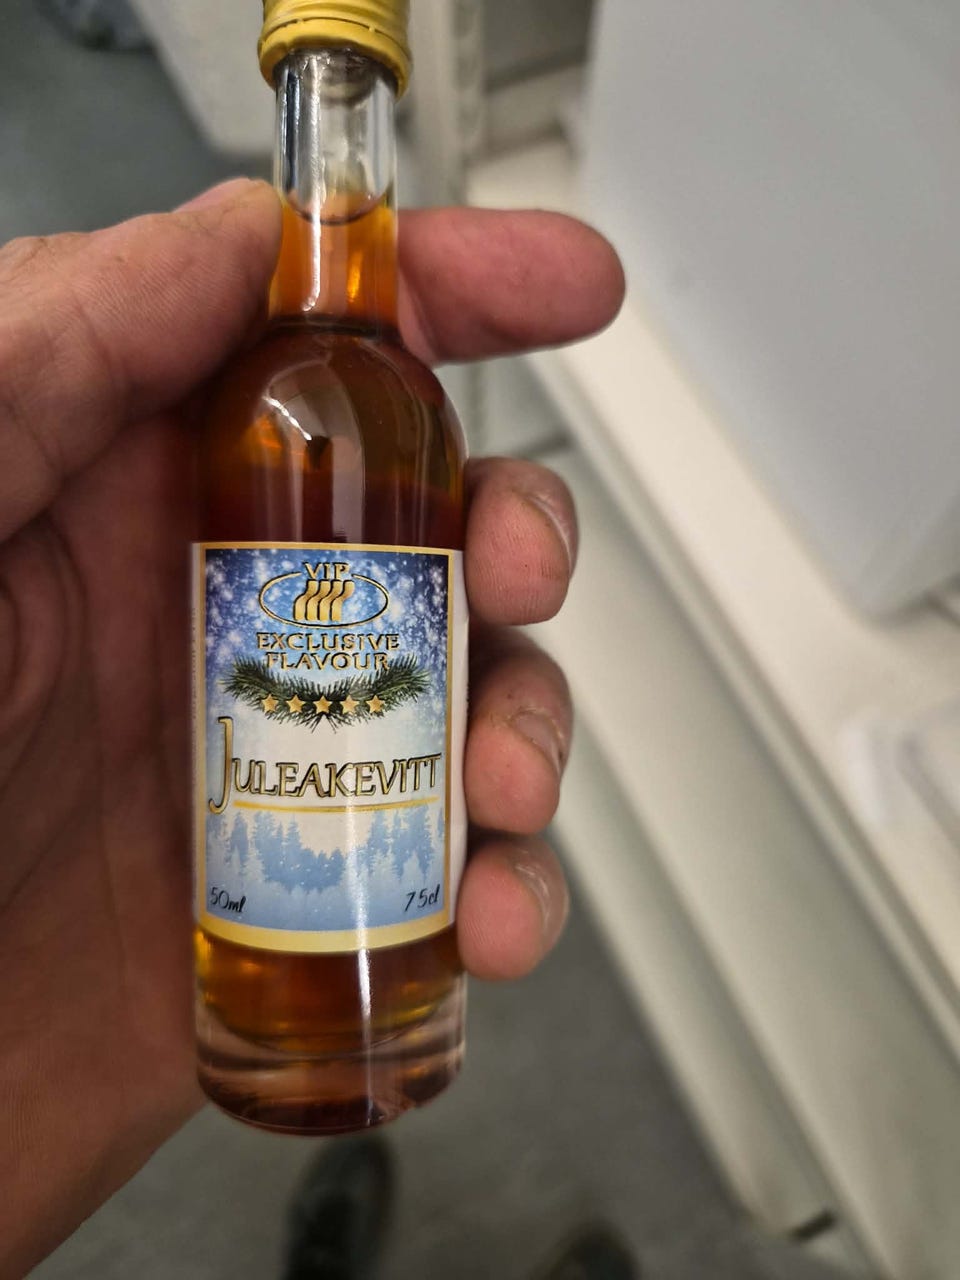 VIP
EXCLUSIVE
FLAVOUR
JULEAKEVITT
50ml 75cl